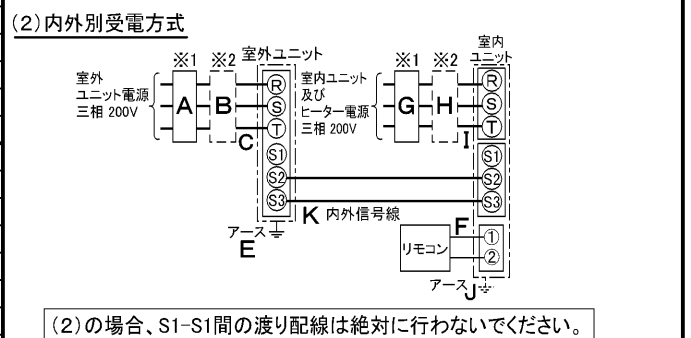 (2)内外別受電方式
※1 ※2 室外ユニット
室外
ユニット電源
三相 200V
A
B
C
R
S
T
S1
S2
S3
アース
E
※1 ※2
室内
ユニット
室内ユニット
及び
ヒーター電源
三相 200V
G
H
I
R
S
T
S1
S2
S3
K 内外信号線
リモコン
F
1
2
アース J
(2)の場合、S1-S1間の渡り配線は絶対に行わないでください。